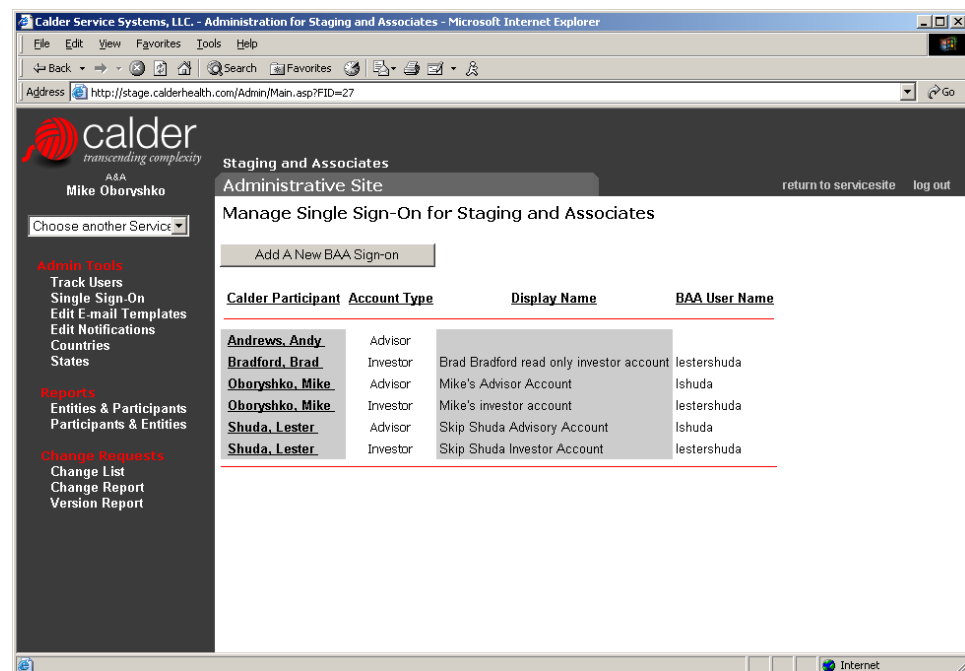 Calder Service Systems, LLC. - Administration for Staging and Associates - Microsoft Internet Explorer
File Edit View Favorites Tools Help
Back Search Favorites
Address http://stage.calderhealth.com/Admin/Main.asp?FID=27 Go
calder
transcending complexity
A&A
Mike Oboryshko
Staging and Associates
Administrative Site return to servicesite log out
Choose another Service
Manage Single Sign-On for Staging and Associates
Add A New BAA Sign-on
Admin Tools
Track Users
Single Sign-On
Edit E-mail Templates
Edit Notifications
Countries
States
Reports
Entities & Participants
Participants & Entities
Change Requests
Change List
Change Report
Version Report
Calder Participant Account Type Display Name BAA User Name
Andrews, Andy Advisor
Bradford, Brad Investor Brad Bradford read only investor account lestershuda
Oboryshko, Mike Advisor Mike's Advisor Account lshuda
Oboryshko, Mike Investor Mike's investor account lestershuda
Shuda, Lester Advisor Skip Shuda Advisory Account lshuda
Shuda, Lester Investor Skip Shuda Investor Account lestershuda
Internet